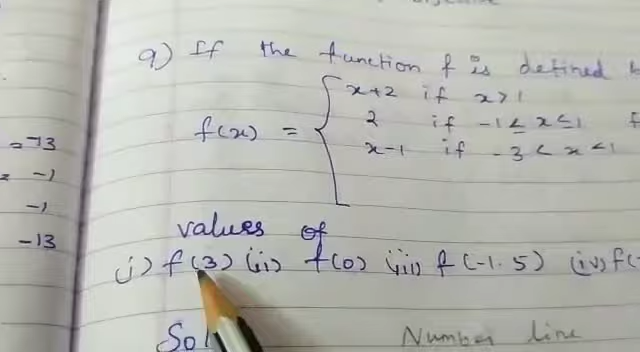 9) If the function f is defined
f(x) = { x+2 if x>1
2 if -1 ≤ x ≤ 1
x-1 if -3 < x < 1
values of
(i) f(3) (ii) f(0) (iii) f(-1.5) (iv) f(-
Sol Number line
= -13
= -1
-1
-13